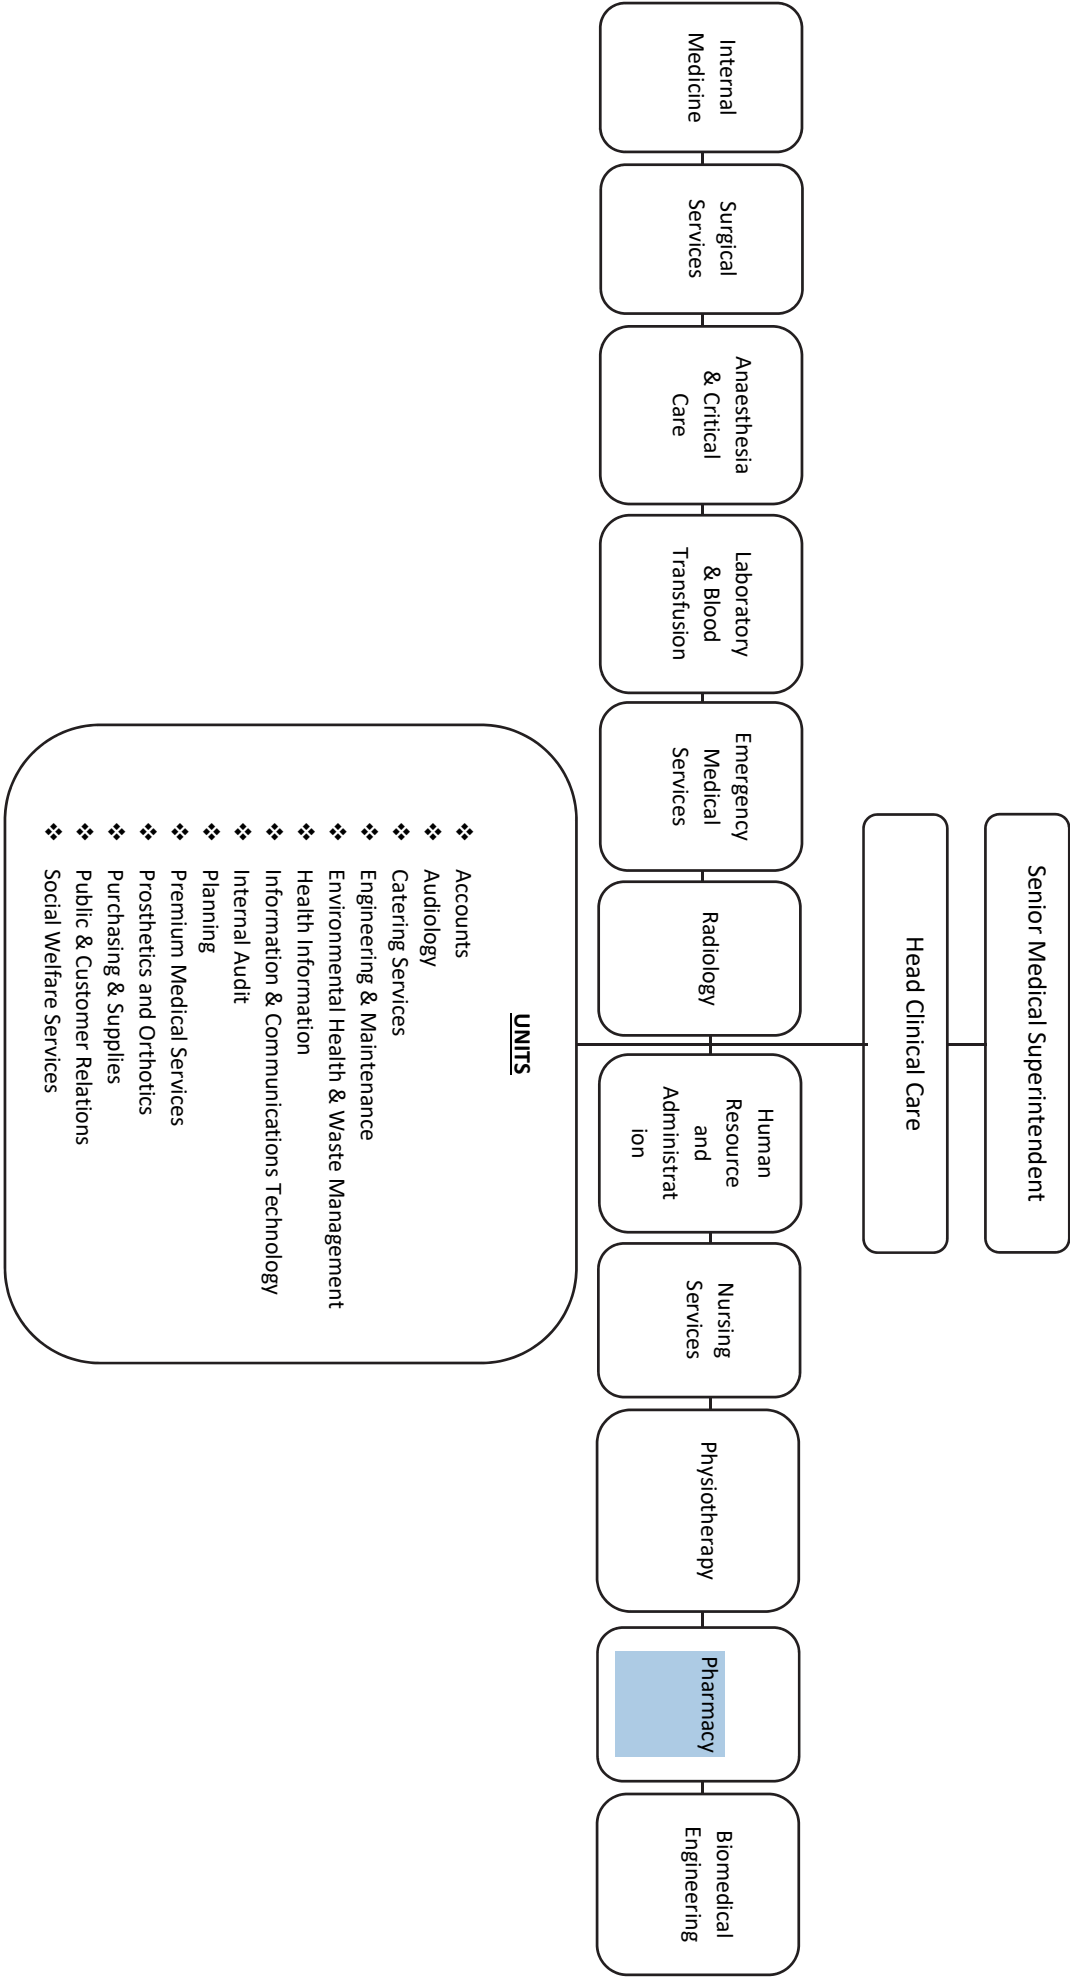 Senior Medical Superintendent
Head Clinical Care
Internal
Medicine
Surgical
Services
Anaesthesia
& Critical
Care
Laboratory
& Blood
Transfusion
Emergency
Medical
Services
Radiology
Human
Resource
and
Administrat
ion
Nursing
Services
Physiotherapy
Pharmacy
Biomedical
Engineering
UNITS
❖ Accounts
❖ Audiology
❖ Catering Services
❖ Engineering & Maintenance
❖ Environmental Health & Waste Management
❖ Health Information
❖ Information & Communications Technology
❖ Internal Audit
❖ Planning
❖ Premium Medical Services
❖ Prosthetics and Orthotics
❖ Purchasing & Supplies
❖ Public & Customer Relations
❖ Social Welfare Services